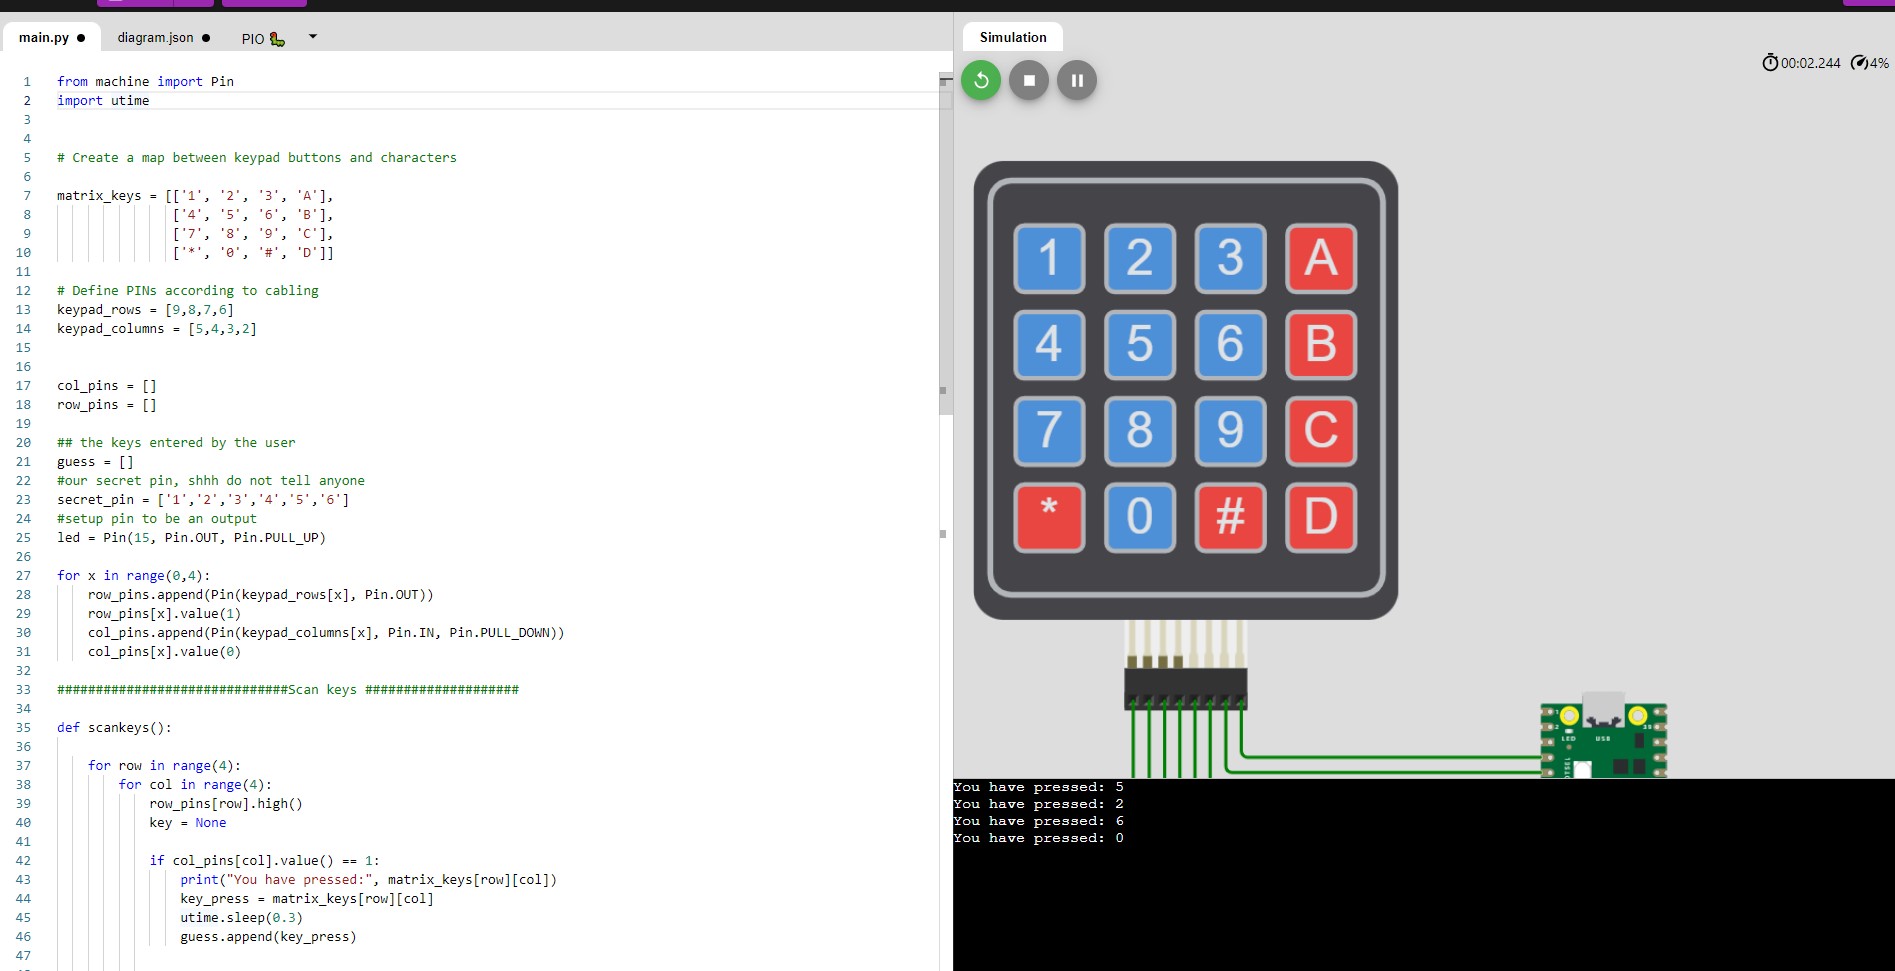 main.py ● diagram.json ● PIO
Simulation
00:02.244 4%
1 from machine import Pin
2 import utime
3
4
5 # Create a map between keypad buttons and characters
6
7 matrix_keys = [['1', '2', '3', 'A'],
8 ['4', '5', '6', 'B'],
9 ['7', '8', '9', 'C'],
10 ['*', '0', '#', 'D']]
11
12 # Define PINs according to cabling
13 keypad_rows = [9,8,7,6]
14 keypad_columns = [5,4,3,2]
15
16
17 col_pins = []
18 row_pins = []
19
20 ## the keys entered by the user
21 guess = []
22 #our secret pin, shhh do not tell anyone
23 secret_pin = ['1','2','3','4','5','6']
24 #setup pin to be an output
25 led = Pin(15, Pin.OUT, Pin.PULL_UP)
26
27 for x in range(0,4):
28 row_pins.append(Pin(keypad_rows[x], Pin.OUT))
29 row_pins[x].value(1)
30 col_pins.append(Pin(keypad_columns[x], Pin.IN, Pin.PULL_DOWN))
31 col_pins[x].value(0)
32
33 ##############################Scan keys ####################
34
35 def scankeys():
36
37 for row in range(4):
38 for col in range(4):
39 row_pins[row].high()
40 key = None
41
42 if col_pins[col].value() == 1:
43 print("You have pressed:", matrix_keys[row][col])
44 key_press = matrix_keys[row][col]
45 utime.sleep(0.3)
46 guess.append(key_press)
47
1 2 3 A
4 5 6 B
7 8 9 C
* 0 # D
LED USB
You have pressed: 5
You have pressed: 2
You have pressed: 6
You have pressed: 0